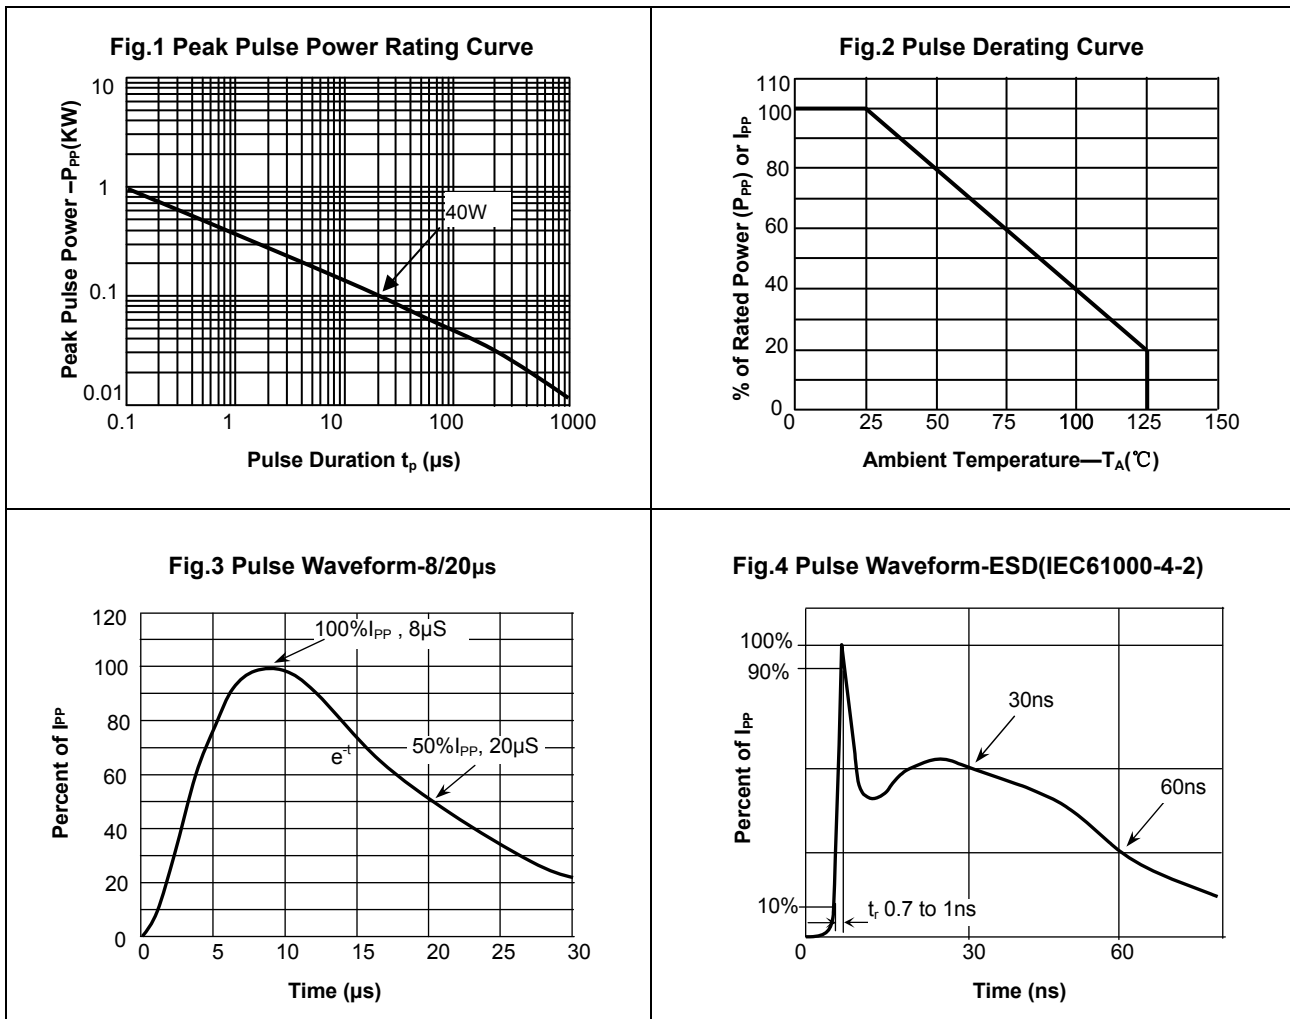 Fig.1 Peak Pulse Power Rating Curve
Peak Pulse Power –PPP(KW)
10
1
0.1
0.01
40W
0.1 1 10 100 1000
Pulse Duration tp (µs)
Fig.2 Pulse Derating Curve
% of Rated Power (PPP) or IPP
110
100
80
60
40
20
0
0 25 50 75 100 125 150
Ambient Temperature—TA(℃)
Fig.3 Pulse Waveform-8/20µs
Percent of IPP
120
100
80
60
40
20
0
100%IPP , 8µS
e-t
50%IPP, 20µS
0 5 10 15 20 25 30
Time (µs)
Fig.4 Pulse Waveform-ESD(IEC61000-4-2)
Percent of IPP
100%
90%
10%
30ns
60ns
tr 0.7 to 1ns
0 30 60
Time (ns)